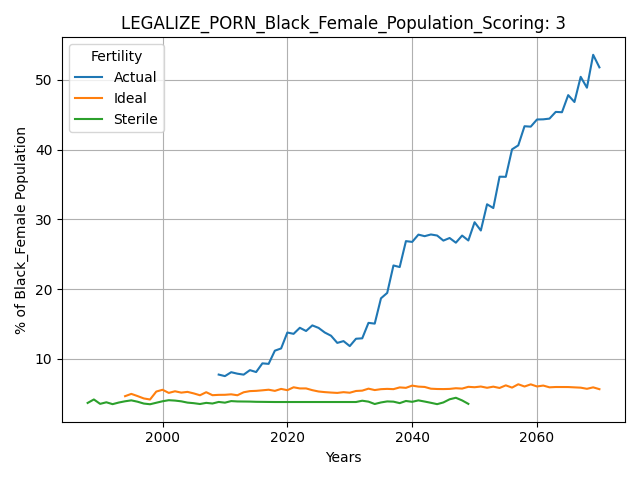 LEGALIZE_PORN_Black_Female_Population_Scoring: 3
Fertility
Actual
Ideal
Sterile
% of Black_Female Population
50
40
30
20
10
2000 2020 2040 2060
Years